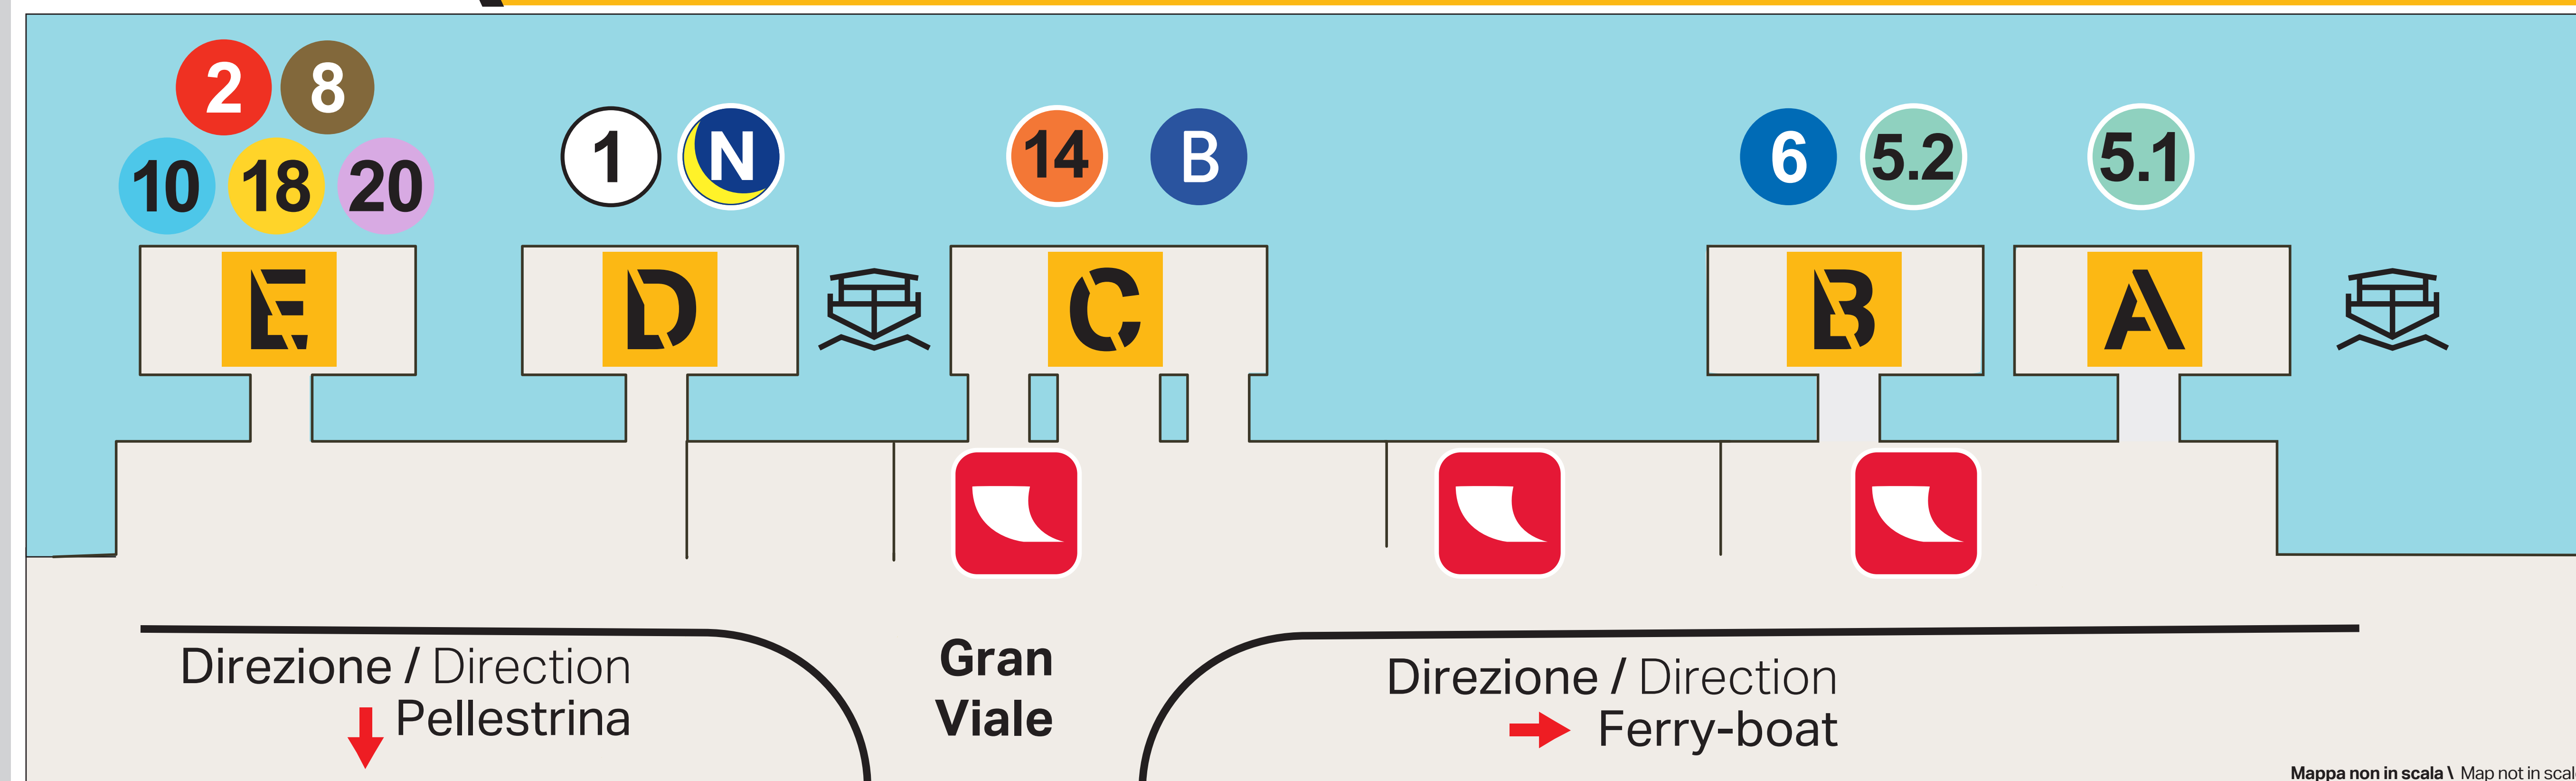 2 8
10 18 20
1 N
14 B
6 5.2
5.1
E
D
C
B
A
Direzione / Direction
Pellestrina
Gran
Viale
Direzione / Direction
Ferry-boat
Mappa non in scala \ Map not in scal